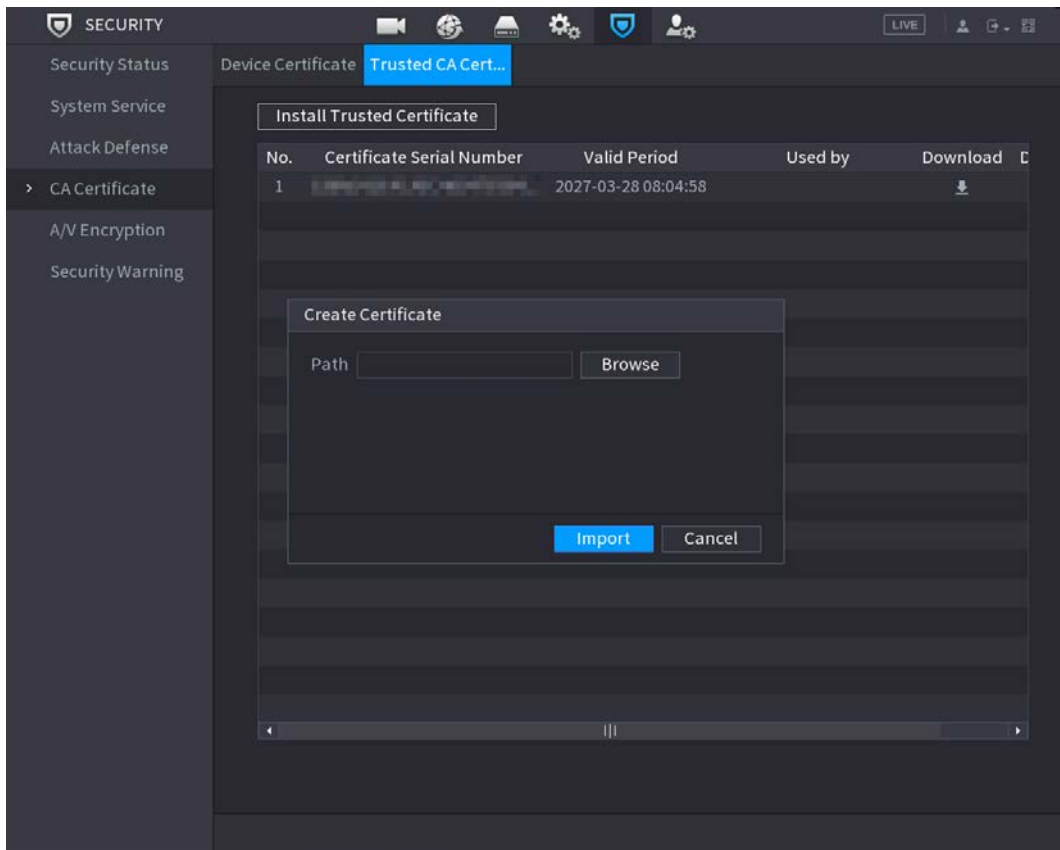 SECURITY
LIVE
Security Status
System Service
Attack Defense
CA Certificate
A/V Encryption
Security Warning
Device Certificate Trusted CA Cert...
Install Trusted Certificate
No. Certificate Serial Number Valid Period Used by Download D
1 2027-03-28 08:04:58
Create Certificate
Path Browse
Import Cancel